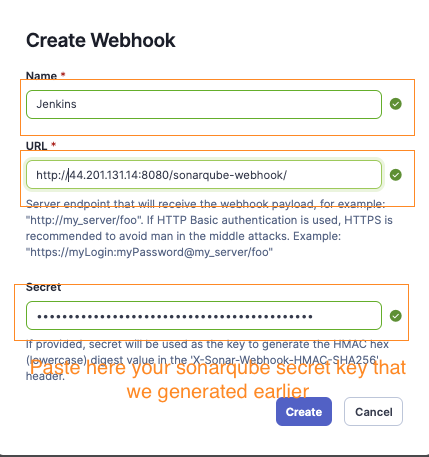 Create Webhook
Name *
Jenkins
URL *
http://44.201.131.14:8080/sonarqube-webhook/
Server endpoint that will receive the webhook payload, for example:
"http://my_server/foo". If HTTP Basic authentication is used, HTTPS is
recommended to avoid man in the middle attacks. Example:
"https://myLogin:myPassword@my_server/foo"
Secret
••••••••••••••••••••••••••••••••••••••••••••
If provided, secret will be used as the key to generate the HMAC hex
(lowercase) digest value in the 'X-Sonar-Webhook-HMAC-SHA256'
header.
Paste here your sonarqube secret key that
we generated earlier
Create Cancel